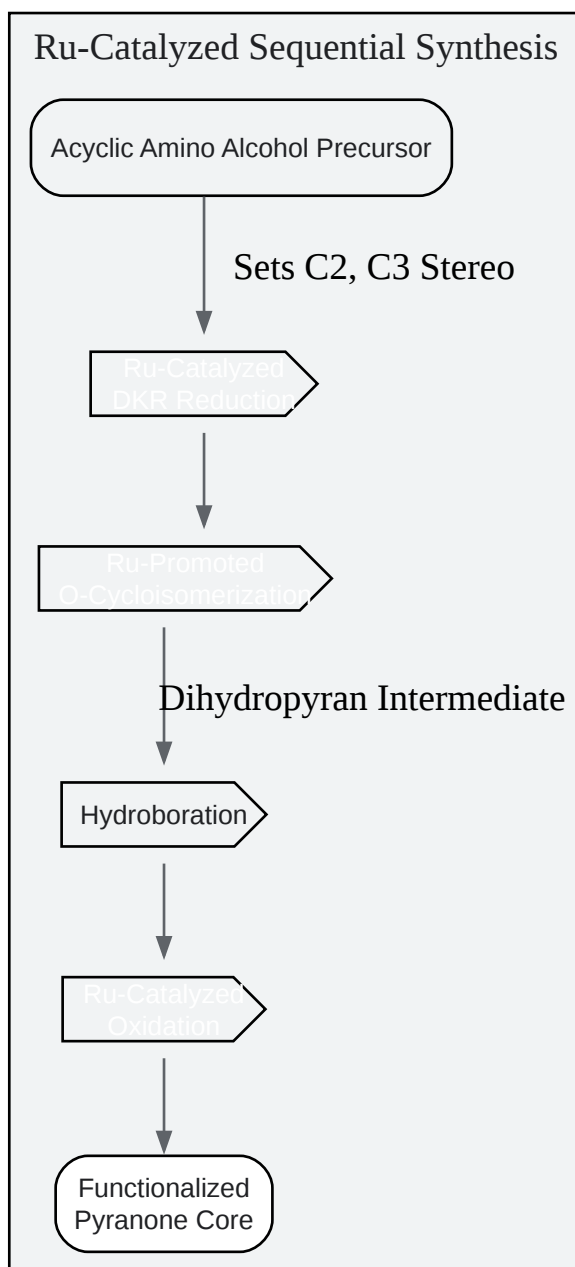 Ru-Catalyzed Sequential Synthesis
Acyclic Amino Alcohol Precursor
Sets C2, C3 Stereo
Ru-Catalyzed
DKR Reduction
Ru-Promoted
O-Cycloisomerization
Dihydropyran Intermediate
Hydroboration
Ru-Catalyzed
Oxidation
Functionalized
Pyranone Core